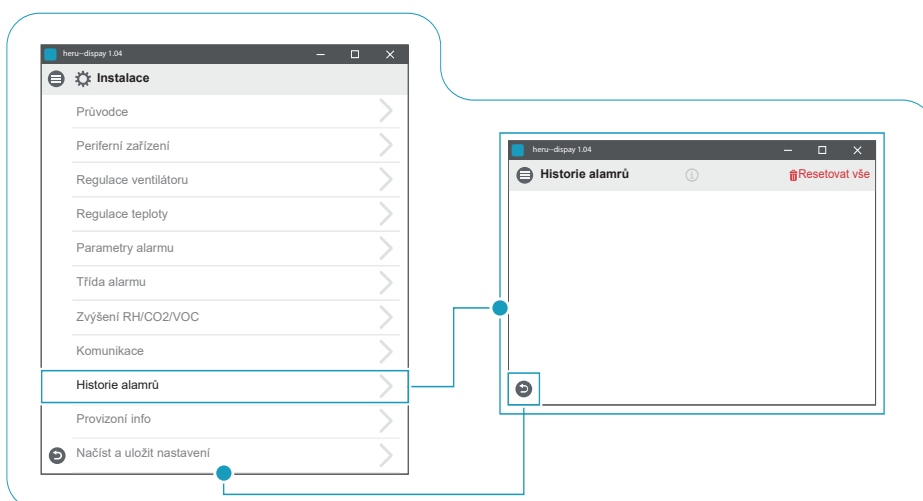 heru--dispay 1.04
Instalace
Průvodce
Periferní zařízení
Regulace ventilátoru
Regulace teploty
Parametry alarmu
Třída alarmu
Zvýšení RH/CO2/VOC
Komunikace
Historie alamrů
Provizoní info
Načíst a uložit nastavení
heru--dispay 1.04
Historie alamrů
Resetovat vše